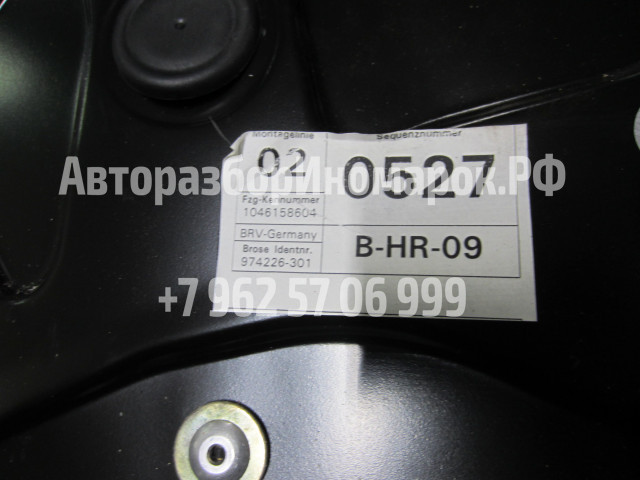 Montagelinie Sequenznummer
02 0527
АвторазборИномарок.РФ
Fzg-Kennummer
1046158604
BRV-Germany B-HR-09
Brose Identnr.
974226-301
+7 962 57 06 999